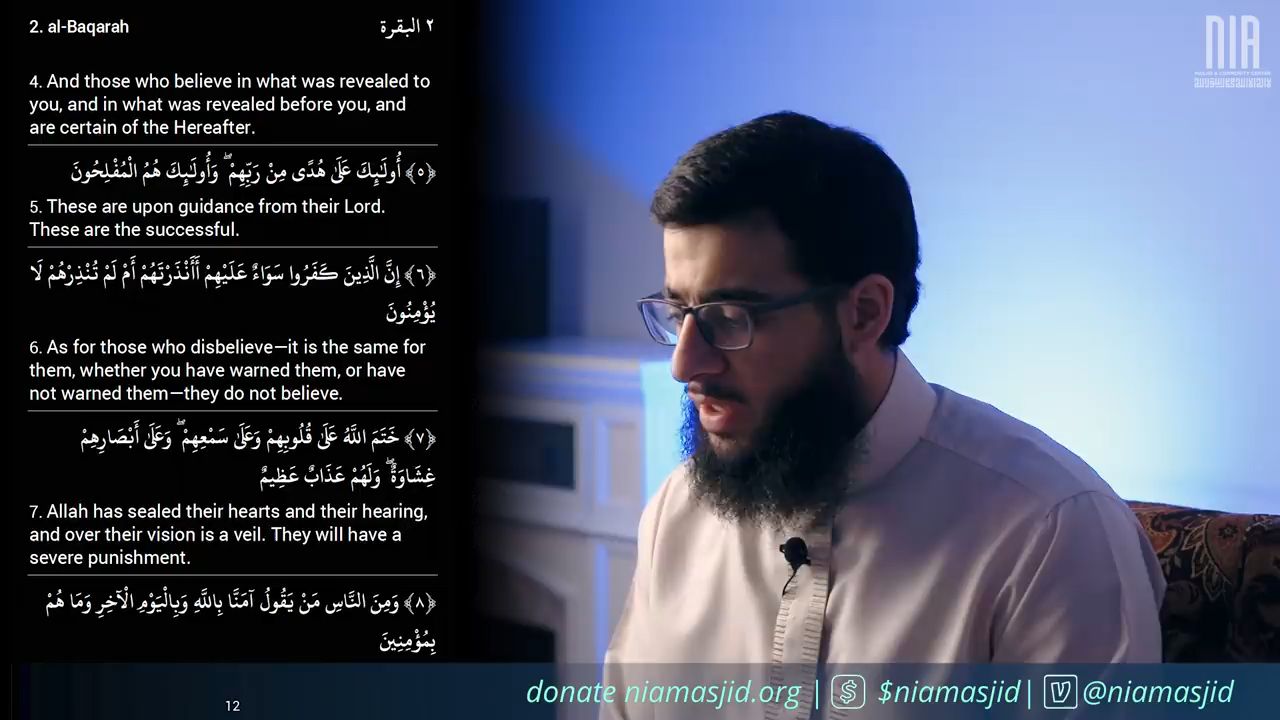 2. al-Baqarah
٢ البقرة
4. And those who believe in what was revealed to
you, and in what was revealed before you, and
are certain of the Hereafter.
﴿٥﴾ أُولَٰئِكَ عَلَىٰ هُدًى مِنْ رَبِّهِمْ ۖ وَأُولَٰئِكَ هُمُ الْمُفْلِحُونَ
5. These are upon guidance from their Lord.
These are the successful.
﴿٦﴾ إِنَّ الَّذِينَ كَفَرُوا سَوَاءٌ عَلَيْهِمْ أَأَنْذَرْتَهُمْ أَمْ لَمْ تُنْذِرْهُمْ لَا
يُؤْمِنُونَ
6. As for those who disbelieve—it is the same for
them, whether you have warned them, or have
not warned them—they do not believe.
﴿٧﴾ خَتَمَ اللَّهُ عَلَىٰ قُلُوبِهِمْ وَعَلَىٰ سَمْعِهِمْ ۖ وَعَلَىٰ أَبْصَارِهِمْ
غِشَاوَةٌ ۖ وَلَهُمْ عَذَابٌ عَظِيمٌ
7. Allah has sealed their hearts and their hearing,
and over their vision is a veil. They will have a
severe punishment.
﴿٨﴾ وَمِنَ النَّاسِ مَنْ يَقُولُ آمَنَّا بِاللَّهِ وَبِالْيَوْمِ الْآخِرِ وَمَا هُمْ
بِمُؤْمِنِينَ
12
NIA
MASJID & COMMUNITY CENTER
donate niamasjid.org | $ $niamasjid | V @niamasjid